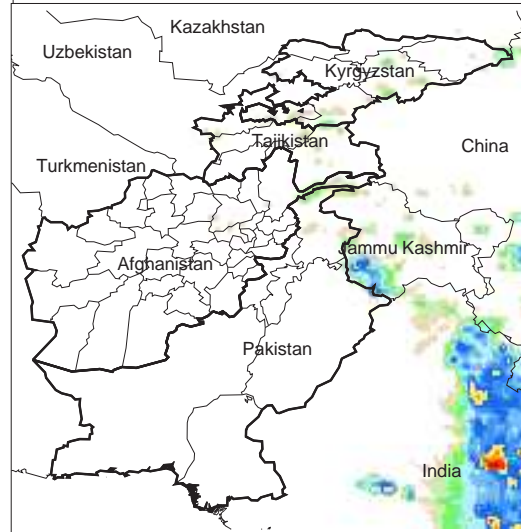 Kazakhstan
Uzbekistan
Kyrgyzstan
Tajikistan
China
Turkmenistan
Jammu Kashmir
Afghanistan
Pakistan
India